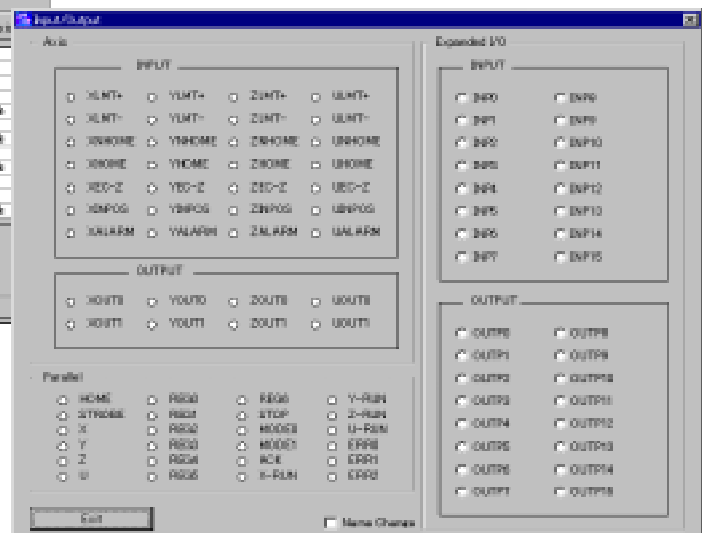 Input/Output
Axis
INPUT
XLMT+ YLMT+ ZLMT+ ULMT+
XLMT- YLMT- ZLMT- ULMT-
XNHOME YNHOME ZNHOME UNHOME
XHOME YHOME ZHOME UHOME
XEC-Z YEC-Z ZEC-Z UEC-Z
XINPOS YINPOS ZINPOS UINPOS
XALARM YALARM ZALARM UALARM
OUTPUT
XOUT0 YOUT0 ZOUT0 UOUT0
XOUT1 YOUT1 ZOUT1 UOUT1
Parallel
HOME REG0 REG6 Y-RUN
STROBE REG1 STOP Z-RUN
X REG2 MODE0 U-RUN
Y REG3 MODE1 ERR0
Z REG4 ACK ERR1
U REG5 X-RUN ERR2
Exit
Name Change
Expanded I/O
INPUT
INP0 INP8
INP1 INP9
INP2 INP10
INP3 INP11
INP4 INP12
INP5 INP13
INP6 INP14
INP7 INP15
OUTPUT
OUTP0 OUTP8
OUTP1 OUTP9
OUTP2 OUTP10
OUTP3 OUTP11
OUTP4 OUTP12
OUTP5 OUTP13
OUTP6 OUTP14
OUTP7 OUTP15